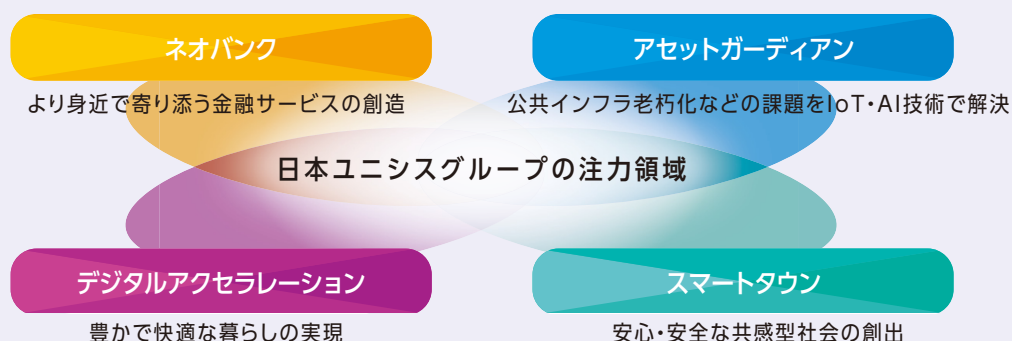 ネオバンク
より身近で寄り添う金融サービスの創造
アセットガーディアン
公共インフラ老朽化などの課題をIoT・AI技術で解決
日本ユニシスグループの注力領域
デジタルアクセラレーション
豊かで快適な暮らしの実現
スマートタウン
安心・安全な共感型社会の創出